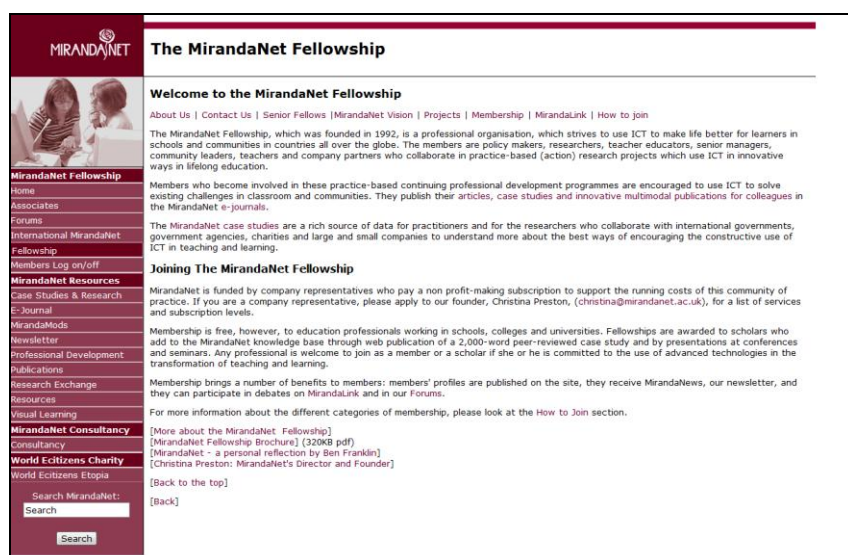 MIRANDANET
The MirandaNet Fellowship
MirandaNet Fellowship
Home
Associates
Forums
International MirandaNet
Fellowship
Members Log on/off
MirandaNet Resources
Case Studies & Research
E-Journal
MirandaMods
Newsletter
Professional Development
Publications
Research Exchange
Resources
Visual Learning
MirandaNet Consultancy
Consultancy
World Ecitizens Charity
World Ecitizens Etopia
Search MirandaNet:
Search
Search
Welcome to the MirandaNet Fellowship
About Us | Contact Us | Senior Fellows |MirandaNet Vision | Projects | Membership | MirandaLink | How to join
The MirandaNet Fellowship, which was founded in 1992, is a professional organisation, which strives to use ICT to make life better for learners in
schools and communities in countries all over the globe. The members are policy makers, researchers, teacher educators, senior managers,
community leaders, teachers and company partners who collaborate in practice-based (action) research projects which use ICT in innovative
ways in lifelong education.
Members who become involved in these practice-based continuing professional development programmes are encouraged to use ICT to solve
existing challenges in classroom and communities. They publish their articles, case studies and innovative multimodal publications for colleagues in
the MirandaNet e-journals.
The MirandaNet case studies are a rich source of data for practitioners and for the researchers who collaborate with international governments,
government agencies, charities and large and small companies to understand more about the best ways of encouraging the constructive use of
ICT in teaching and learning.
Joining The MirandaNet Fellowship
MirandaNet is funded by company representatives who pay a non profit-making subscription to support the running costs of this community of
practice. If you are a company representative, please apply to our founder, Christina Preston, (christina@mirandanet.ac.uk), for a list of services
and subscription levels.
Membership is free, however, to education professionals working in schools, colleges and universities. Fellowships are awarded to scholars who
add to the MirandaNet knowledge base through web publication of a 2,000-word peer-reviewed case study and by presentations at conferences
and seminars. Any professional is welcome to join as a member or a scholar if she or he is committed to the use of advanced technologies in the
transformation of teaching and learning.
Membership brings a number of benefits to members: members' profiles are published on the site, they receive MirandaNews, our newsletter, and
they can participate in debates on MirandaLink and in our Forums.
For more information about the different categories of membership, please look at the How to Join section.
[More about the MirandaNet  Fellowship]
[MirandaNet Fellowship Brochure] (320KB pdf)
[MirandaNet - a personal reflection by Ben Franklin]
[Christina Preston: MirandaNet's Director and Founder]
[Back to the top]
[Back]